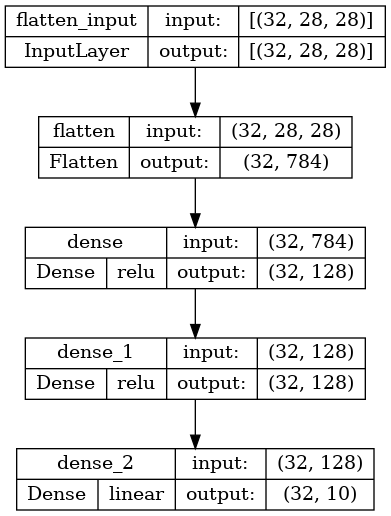 flatten_input input: [(32, 28, 28)]
InputLayer output: [(32, 28, 28)]
flatten input: (32, 28, 28)
Flatten output: (32, 784)
dense input: (32, 784)
Dense relu output: (32, 128)
dense_1 input: (32, 128)
Dense relu output: (32, 128)
dense_2 input: (32, 128)
Dense linear output: (32, 10)